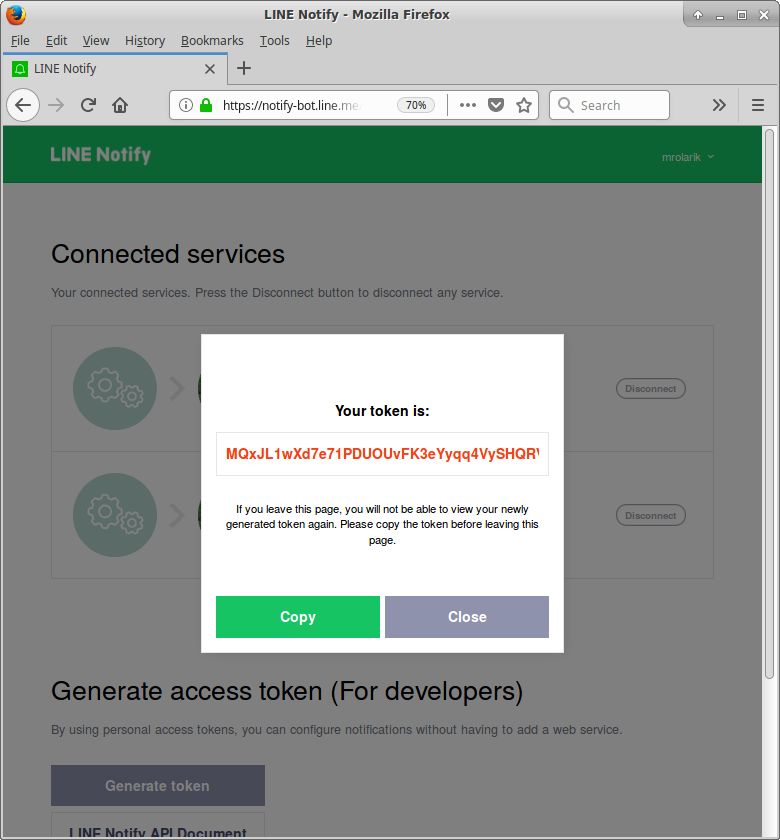 LINE Notify - Mozilla Firefox
File Edit View History Bookmarks Tools Help
LINE Notify
https://notify-bot.line.me 70% Search
LINE Notify mrolarik
Connected services
Your connected services. Press the Disconnect button to disconnect any service.
Disconnect
Your token is:
MQxJL1wXd7e71PDUOUvFK3eYyqq4VySHQRV
If you leave this page, you will not be able to view your newly
generated token again. Please copy the token before leaving this
page.
Disconnect
Copy Close
Generate access token (For developers)
By using personal access tokens, you can configure notifications without having to add a web service.
Generate token
LINE Notify API Document